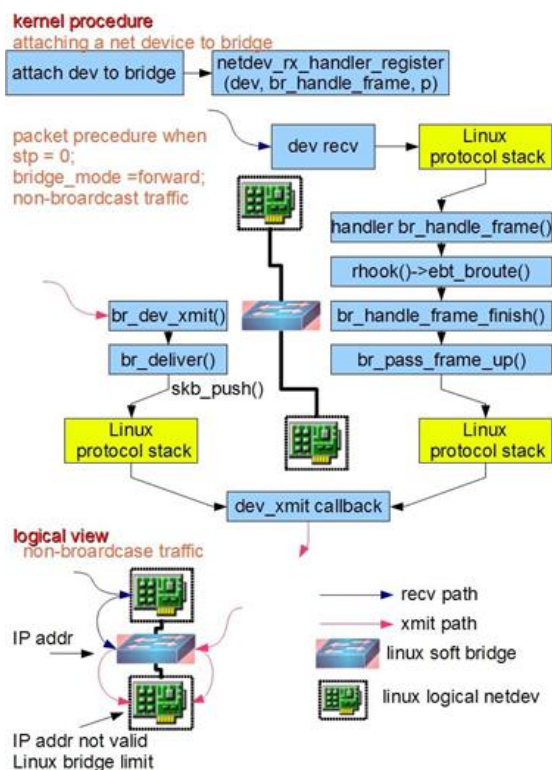 kernel procedure
attaching a net device to bridge
attach dev to bridge
netdev_rx_handler_register
(dev, br_handle_frame, p)
packet precedure when
stp = 0;
bridge_mode =forward;
non-broardcast traffic
dev recv
Linux
protocol stack
handler br_handle_frame()
rhook()->ebt_broute()
br_handle_frame_finish()
br_pass_frame_up()
Linux
protocol stack
br_dev_xmit()
br_deliver()
skb_push()
Linux
protocol stack
dev_xmit callback
logical view
non-broardcase traffic
IP addr
IP addr not valid
Linux bridge limit
recv path
xmit path
linux soft bridge
linux logical netdev